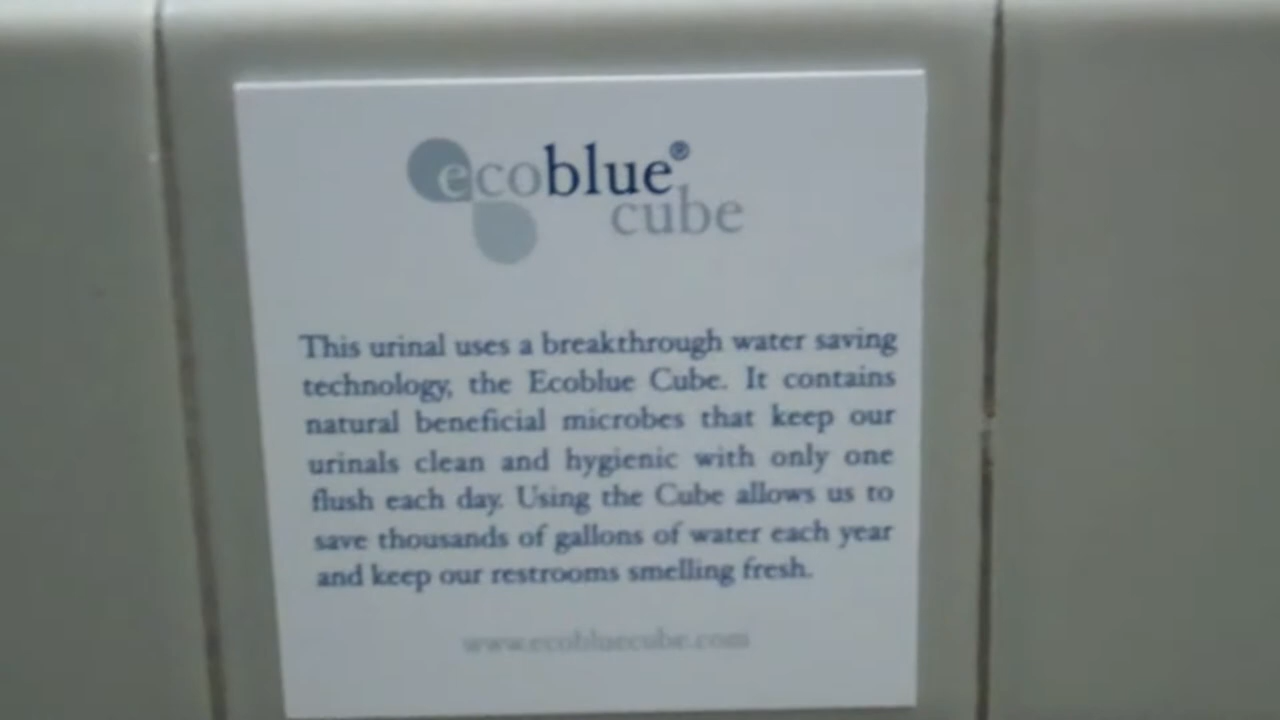 ecoblue®
cube
This urinal uses a breakthrough water saving
technology, the Ecoblue Cube. It contains
natural beneficial microbes that keep our
urinals clean and hygienic with only one
flush each day. Using the Cube allows us to
save thousands of gallons of water each year
and keep our restrooms smelling fresh.
www.ecobluecube.com